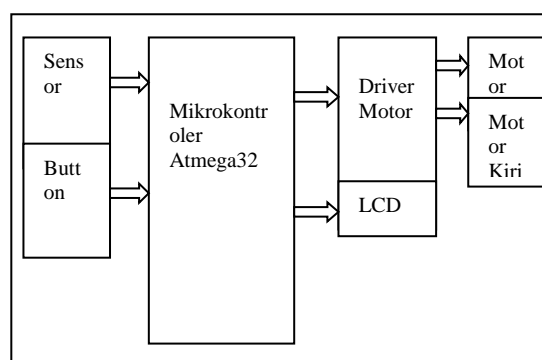 Sens
or
Butt
on
Mikrokontr
oler
Atmega32
Driver
Motor
LCD
Mot
or
Mot
or
Kiri